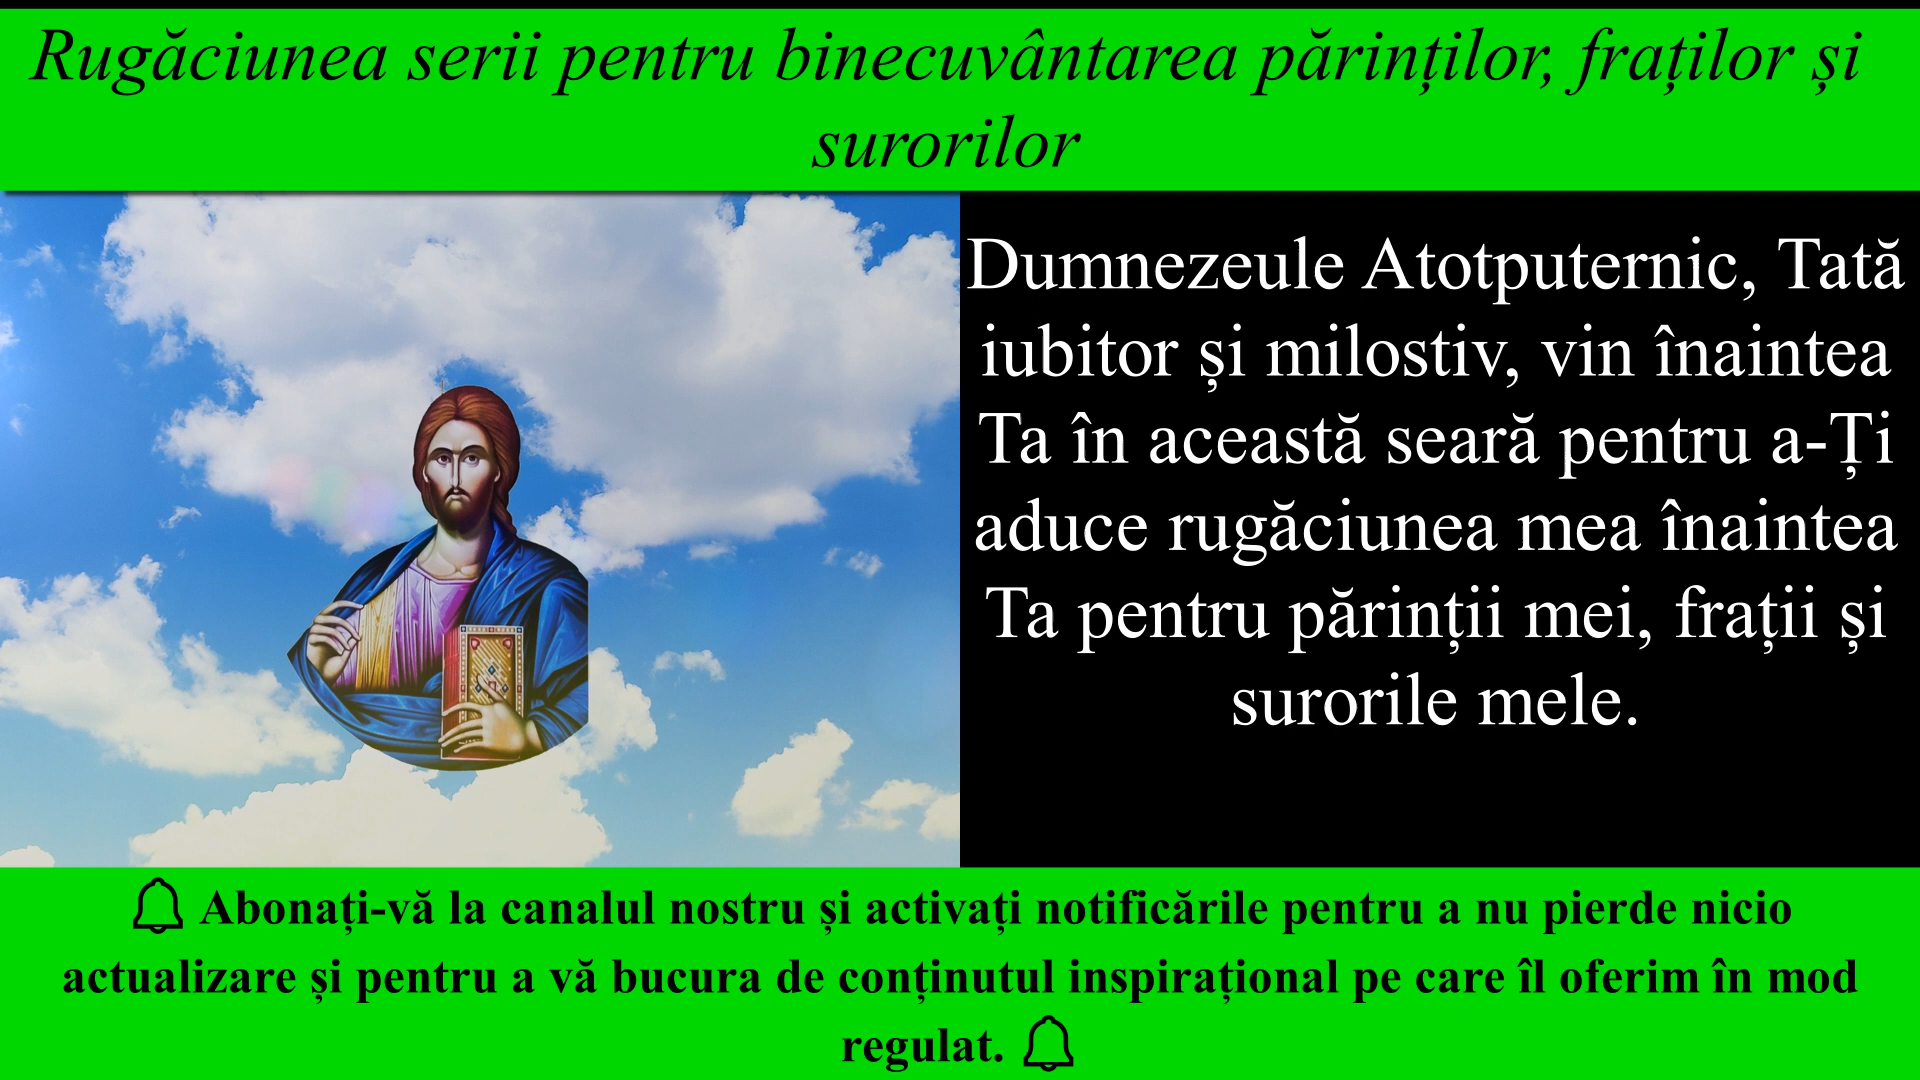 Rugăciunea serii pentru binecuvântarea părinților, fraților și
surorilor
Dumnezeule Atotputernic, Tată
iubitor și milostiv, vin înaintea
Ta în această seară pentru a-Ți
aduce rugăciunea mea înaintea
Ta pentru părinții mei, frații și
surorile mele.
🔔 Abonați-vă la canalul nostru și activați notificările pentru a nu pierde nicio
actualizare și pentru a vă bucura de conținutul inspirațional pe care îl oferim în mod
regulat. 🔔